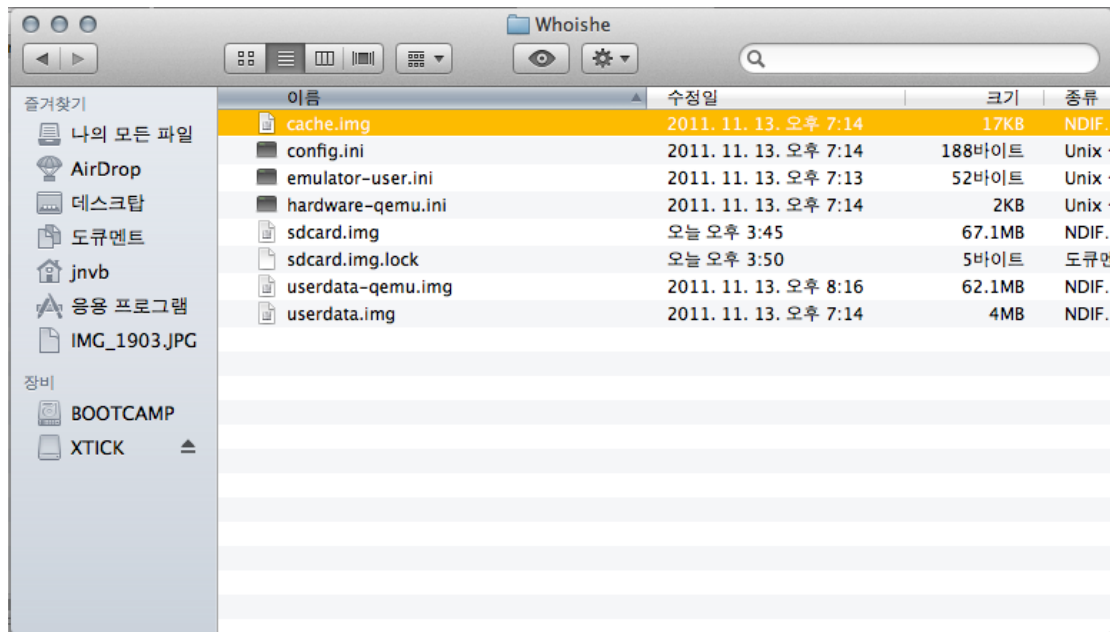 Whoishe
즐겨찾기
나의 모든 파일
AirDrop
데스크탑
도큐멘트
jnvb
응용 프로그램
IMG_1903.JPG
장비
BOOTCAMP
XTICK
이름 수정일 크기 종류
cache.img 2011. 11. 13. 오후 7:14 17KB NDIF.
config.ini 2011. 11. 13. 오후 7:14 188바이트 Unix
emulator-user.ini 2011. 11. 13. 오후 7:13 52바이트 Unix
hardware-qemu.ini 2011. 11. 13. 오후 7:14 2KB Unix
sdcard.img 오늘 오후 3:45 67.1MB NDIF.
sdcard.img.lock 오늘 오후 3:50 5바이트
userdata-qemu.img 2011. 11. 13. 오후 8:16 62.1MB NDIF.
userdata.img 2011. 11. 13. 오후 7:14 4MB NDIF.